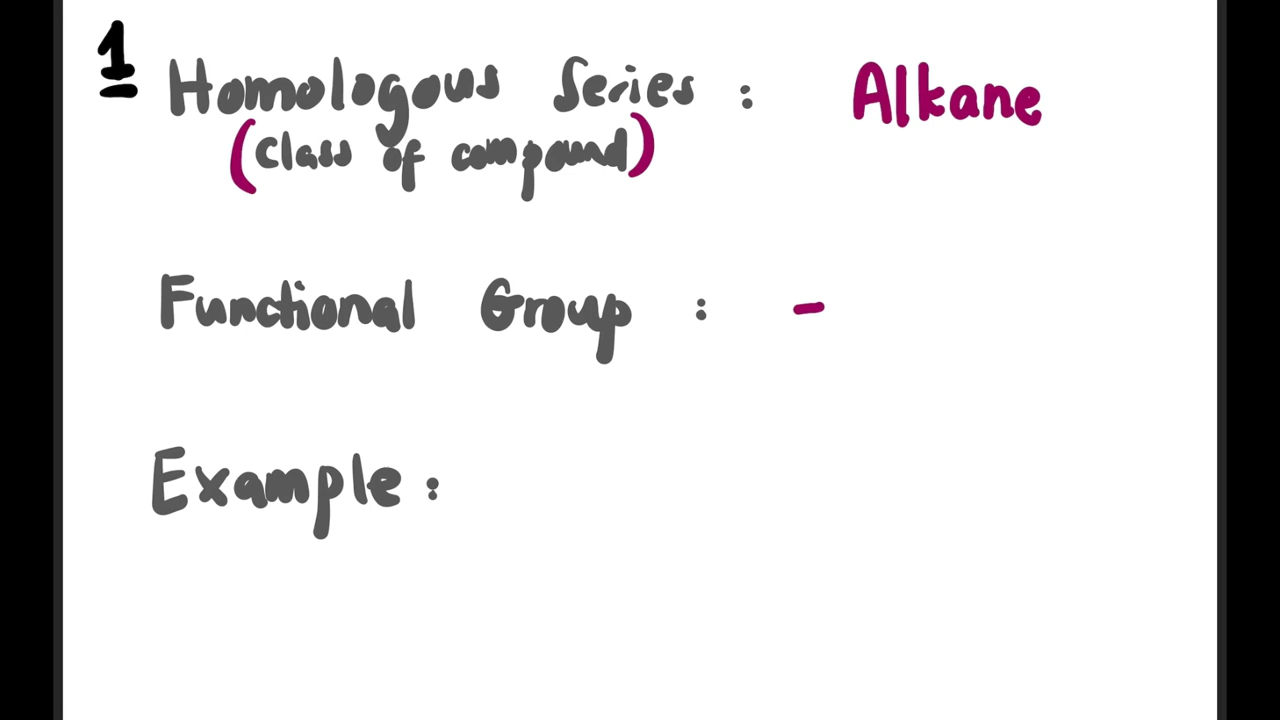 1 Homologous Series : Alkane
(Class of compound)
Functional Group : -
Example :